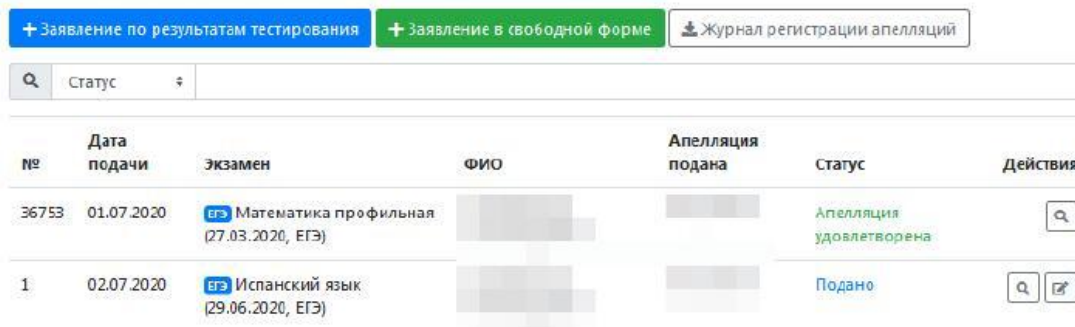 + Заявление по результатам тестирования + Заявление в свободной форме Журнал регистрации апелляций
Статус
№ Дата подачи Экзамен ФИО Апелляция подана Статус Действия
36753 01.07.2020 ЕГЭ Математика профильная (27.03.2020, ЕГЭ) Апелляция удовлетворена
1 02.07.2020 ЕГЭ Испанский язык (29.06.2020, ЕГЭ) Подано